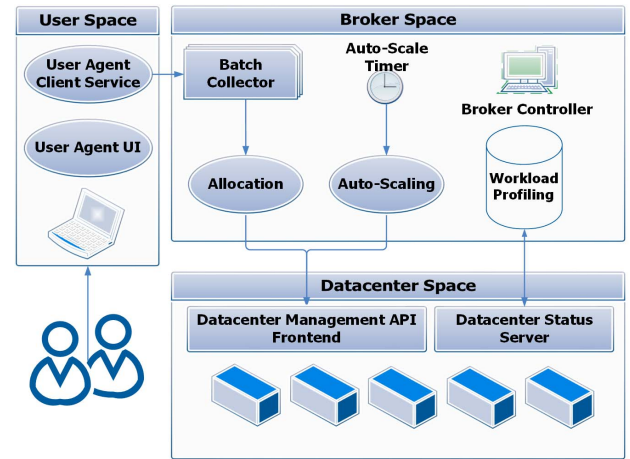 User Space
User Agent
Client Service
User Agent UI
Broker Space
Batch
Collector
Auto-Scale
Timer
Broker Controller
Allocation
Auto-Scaling
Workload
Profiling
Datacenter Space
Datacenter Management API
Frontend
Datacenter Status
Server